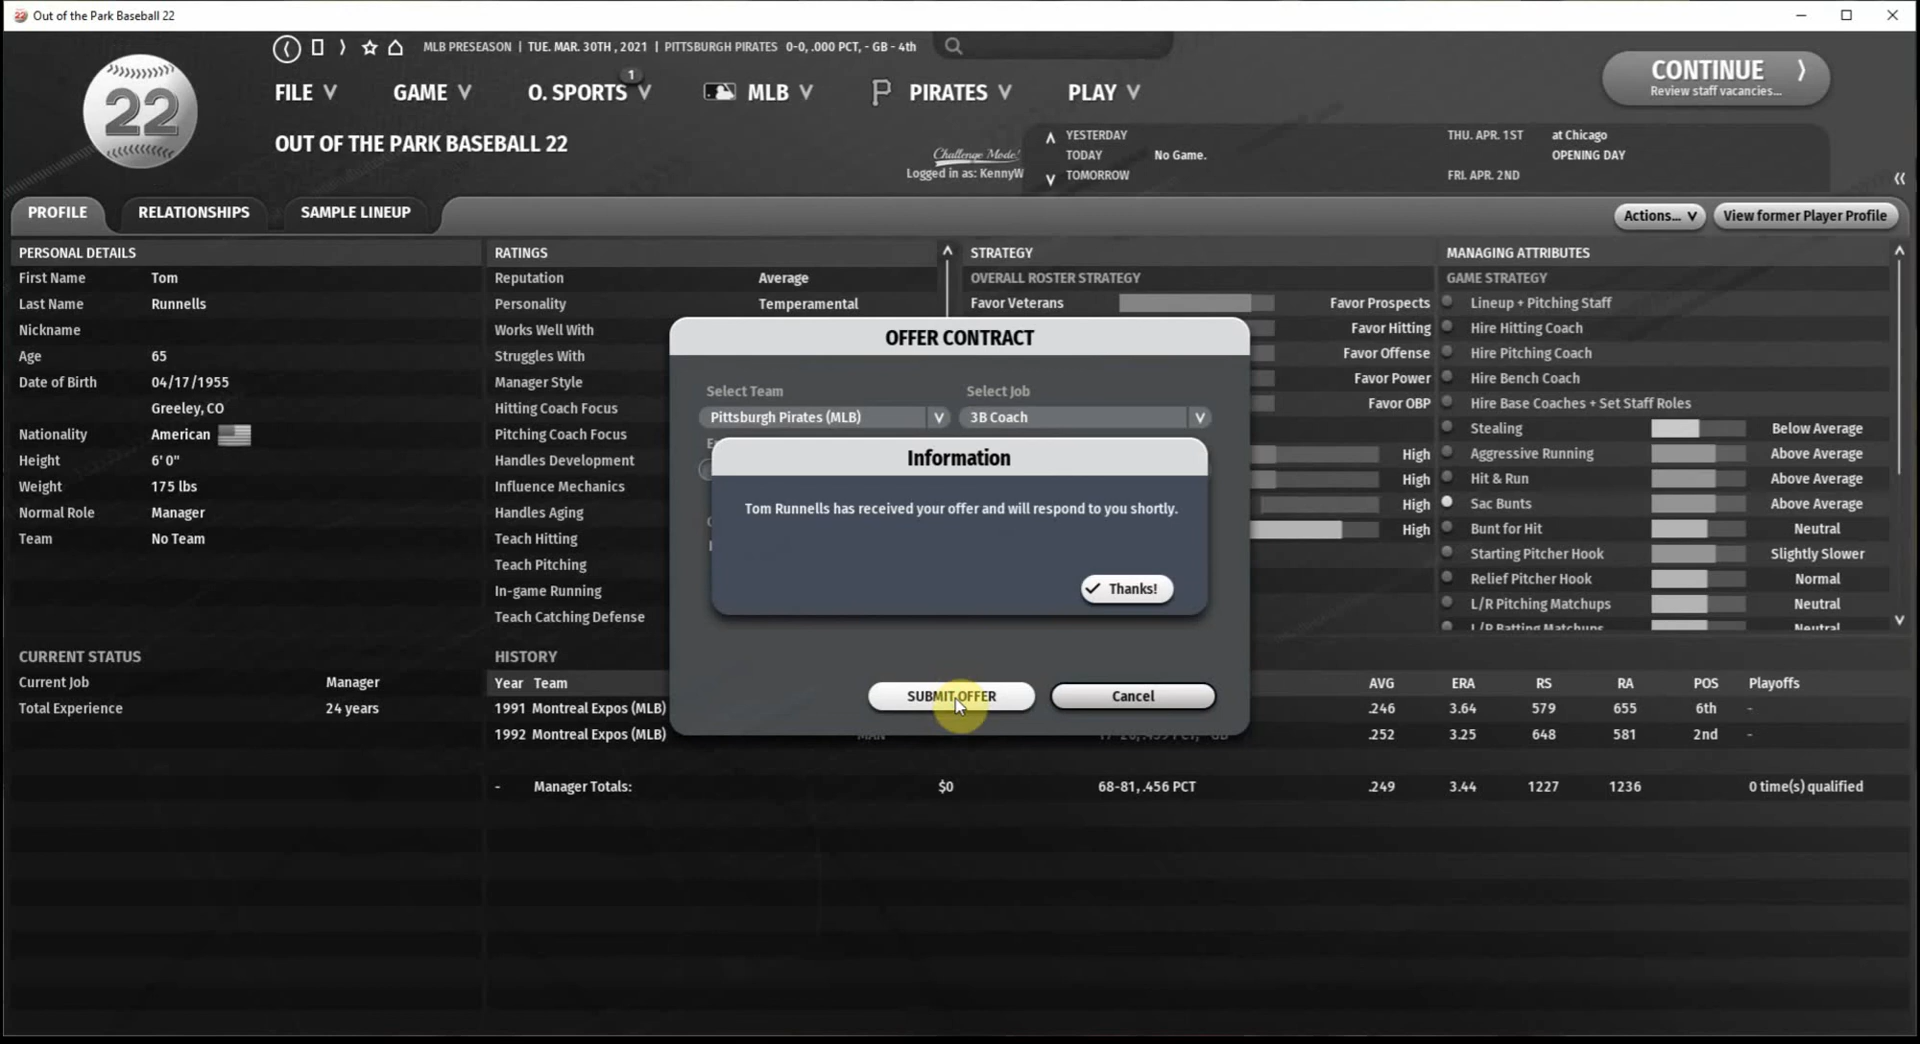 Out of the Park Baseball 22
MLB PRESEASON | TUE. MAR. 30TH , 2021 | PITTSBURGH PIRATES 0-0, .000 PCT, - GB - 4th
22
FILE GAME O. SPORTS 1 MLB PIRATES PLAY
CONTINUE
Review staff vacancies...
OUT OF THE PARK BASEBALL 22
Challenge Mode!
Logged in as: KennyW
YESTERDAY
TODAY No Game.
TOMORROW
THU. APR. 1ST at Chicago
OPENING DAY
FRI. APR. 2ND
PROFILE RELATIONSHIPS SAMPLE LINEUP
Actions... View former Player Profile
PERSONAL DETAILS
First Name Tom
Last Name Runnells
Nickname
Age 65
Date of Birth 04/17/1955
Greeley, CO
Nationality American
Height 6' 0"
Weight 175 lbs
Normal Role Manager
Team No Team
RATINGS
Reputation Average
Personality Temperamental
Works Well With
Struggles With
Manager Style
Hitting Coach Focus
Pitching Coach Focus
Handles Development
Influence Mechanics
Handles Aging
Teach Hitting
Teach Pitching
In-game Running
Teach Catching Defense
STRATEGY
OVERALL ROSTER STRATEGY
Favor Veterans Favor Prospects
Favor Hitting
Favor Offense
Favor Power
Favor OBP
High
High
High
High
MANAGING ATTRIBUTES
GAME STRATEGY
Lineup + Pitching Staff
Hire Hitting Coach
Hire Pitching Coach
Hire Bench Coach
Hire Base Coaches + Set Staff Roles
Stealing Below Average
Aggressive Running Above Average
Hit & Run Above Average
Sac Bunts Above Average
Bunt for Hit Neutral
Starting Pitcher Hook Slightly Slower
Relief Pitcher Hook Normal
L/R Pitching Matchups Neutral
L/R Batting Matchups Neutral
OFFER CONTRACT
Select Team Select Job
Pittsburgh Pirates (MLB) 3B Coach
Information
Tom Runnells has received your offer and will respond to you shortly.
Thanks!
SUBMIT OFFER Cancel
CURRENT STATUS
Current Job Manager
Total Experience 24 years
HISTORY
Year Team AVG ERA RS RA POS Playoffs
1991 Montreal Expos (MLB) .246 3.64 579 655 6th -
1992 Montreal Expos (MLB) MAN .252 3.25 648 581 2nd -
- Manager Totals: $0 68-81, .456 PCT .249 3.44 1227 1236 0 time(s) qualified